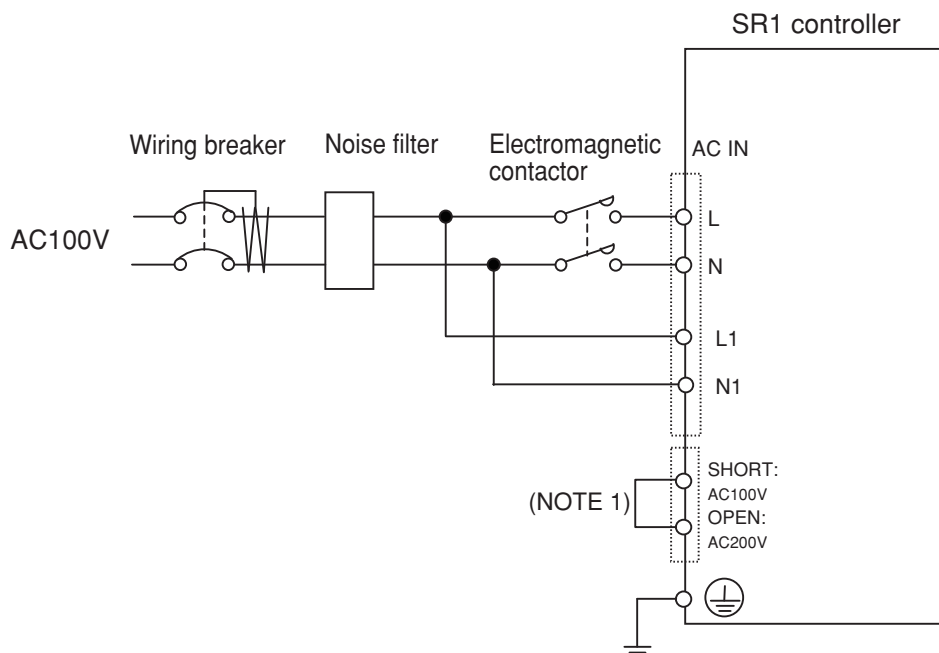 SR1 controller
Wiring breaker
Noise filter
Electromagnetic
contactor
AC IN
AC100V
L
N
L1
N1
(NOTE 1)
SHORT:
AC100V
OPEN:
AC200V